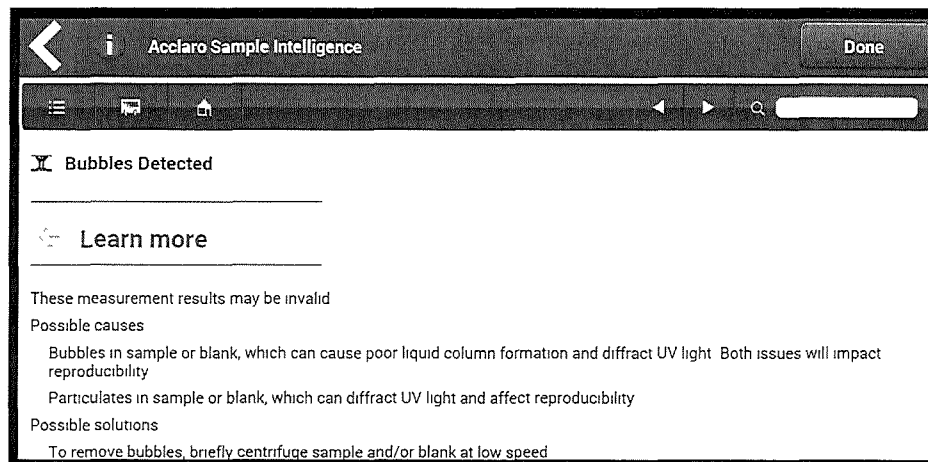 Acclaro Sample Intelligence
Done
Bubbles Detected
Learn more
These measurement results may be invalid
Possible causes
Bubbles in sample or blank, which can cause poor liquid column formation and diffract UV light Both issues will impact
reproducibility
Particulates in sample or blank, which can diffract UV light and affect reproducibility
Possible solutions
To remove bubbles, briefly centrifuge sample and/or blank at low speed